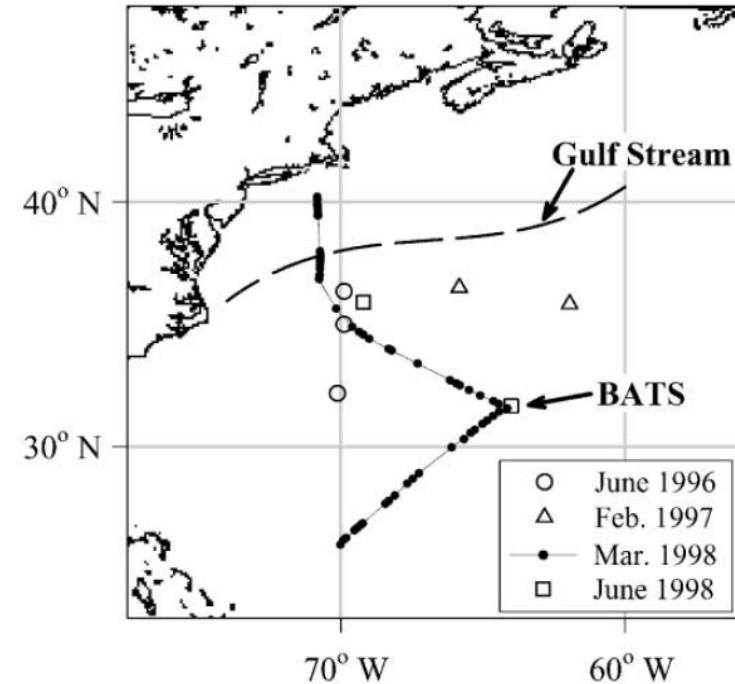 Gulf Stream
40° N
BATS
30° N
June 1996
Feb. 1997
Mar. 1998
June 1998
70° W
60° W